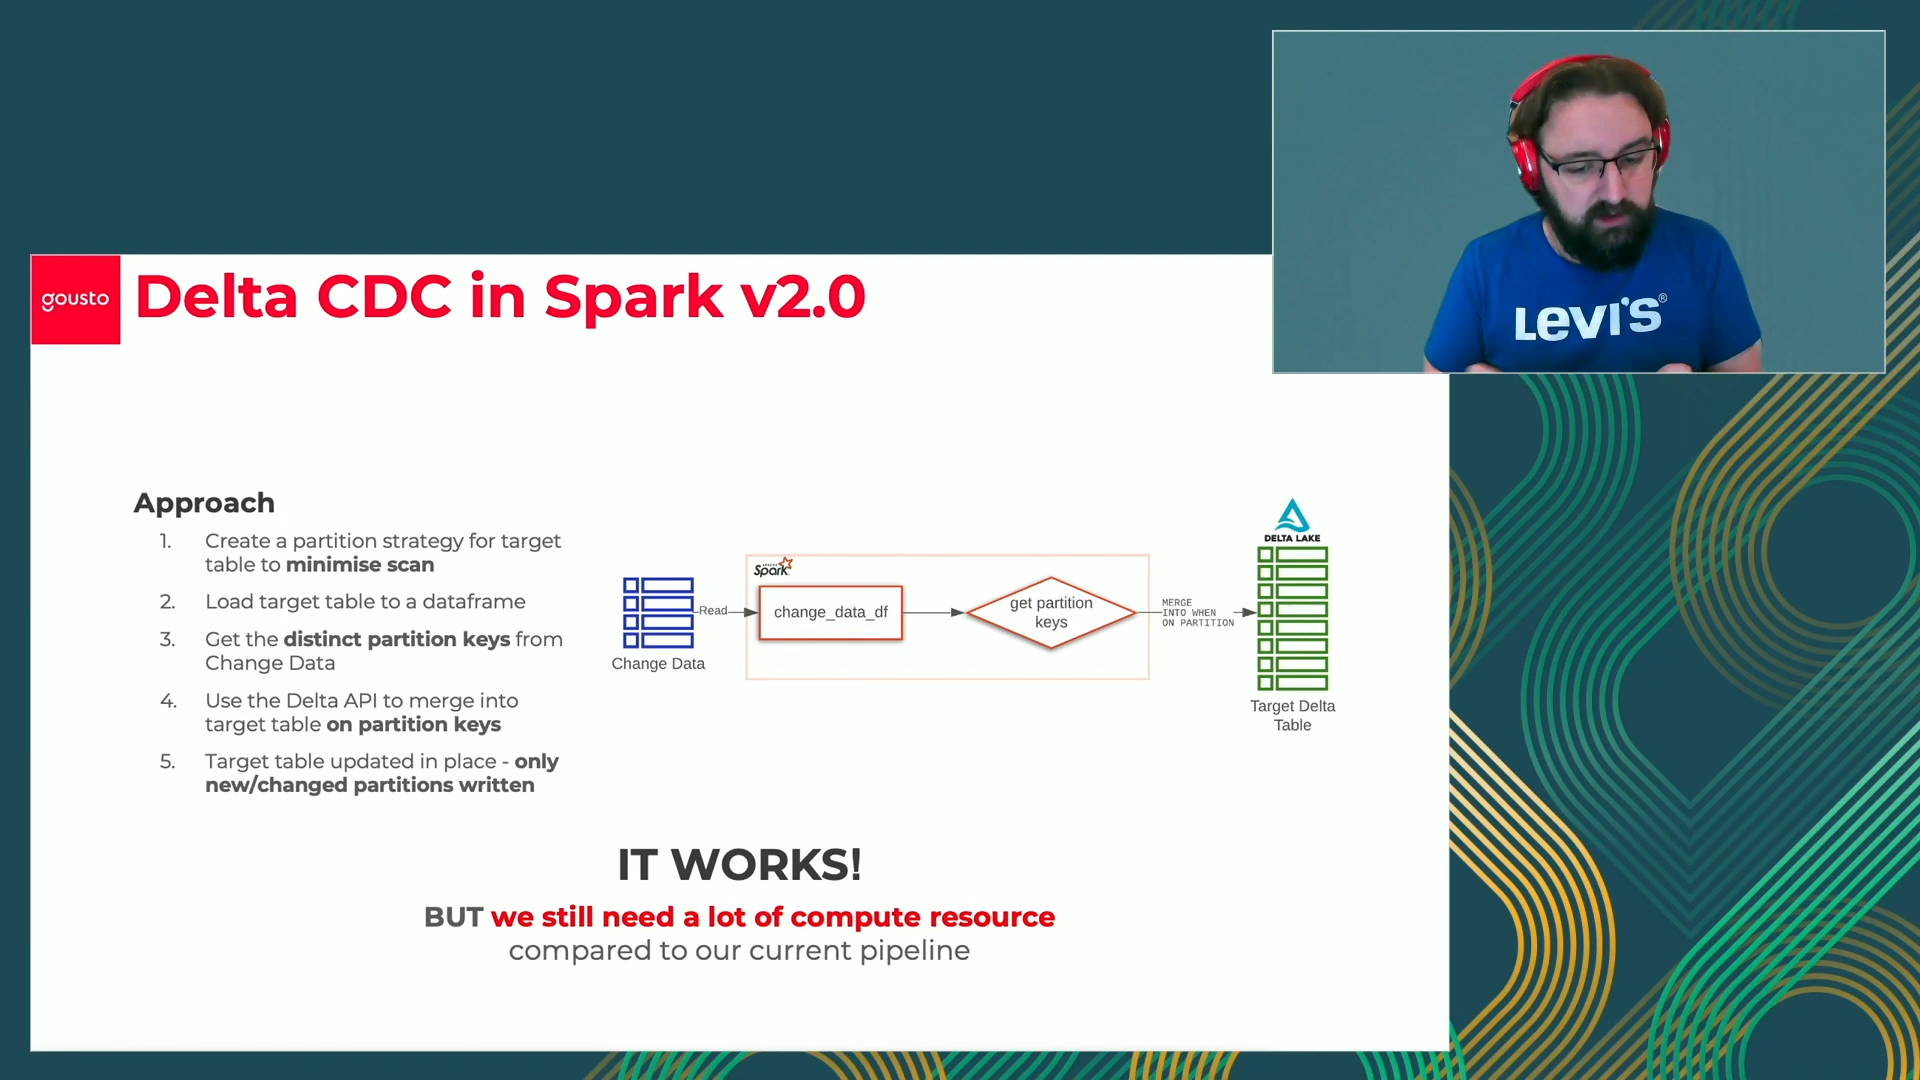 gousto
Delta CDC in Spark v2.0
LEVI'S®
Approach
1. Create a partition strategy for target
table to minimise scan
2. Load target table to a dataframe
3. Get the distinct partition keys from
Change Data
4. Use the Delta API to merge into
target table on partition keys
5. Target table updated in place - only
new/changed partitions written
Change Data
Read
Spark
change_data_df
get partition
keys
MERGE
INTO WHEN
ON PARTITION
DELTA LAKE
Target Delta
Table
IT WORKS!
BUT we still need a lot of compute resource
compared to our current pipeline